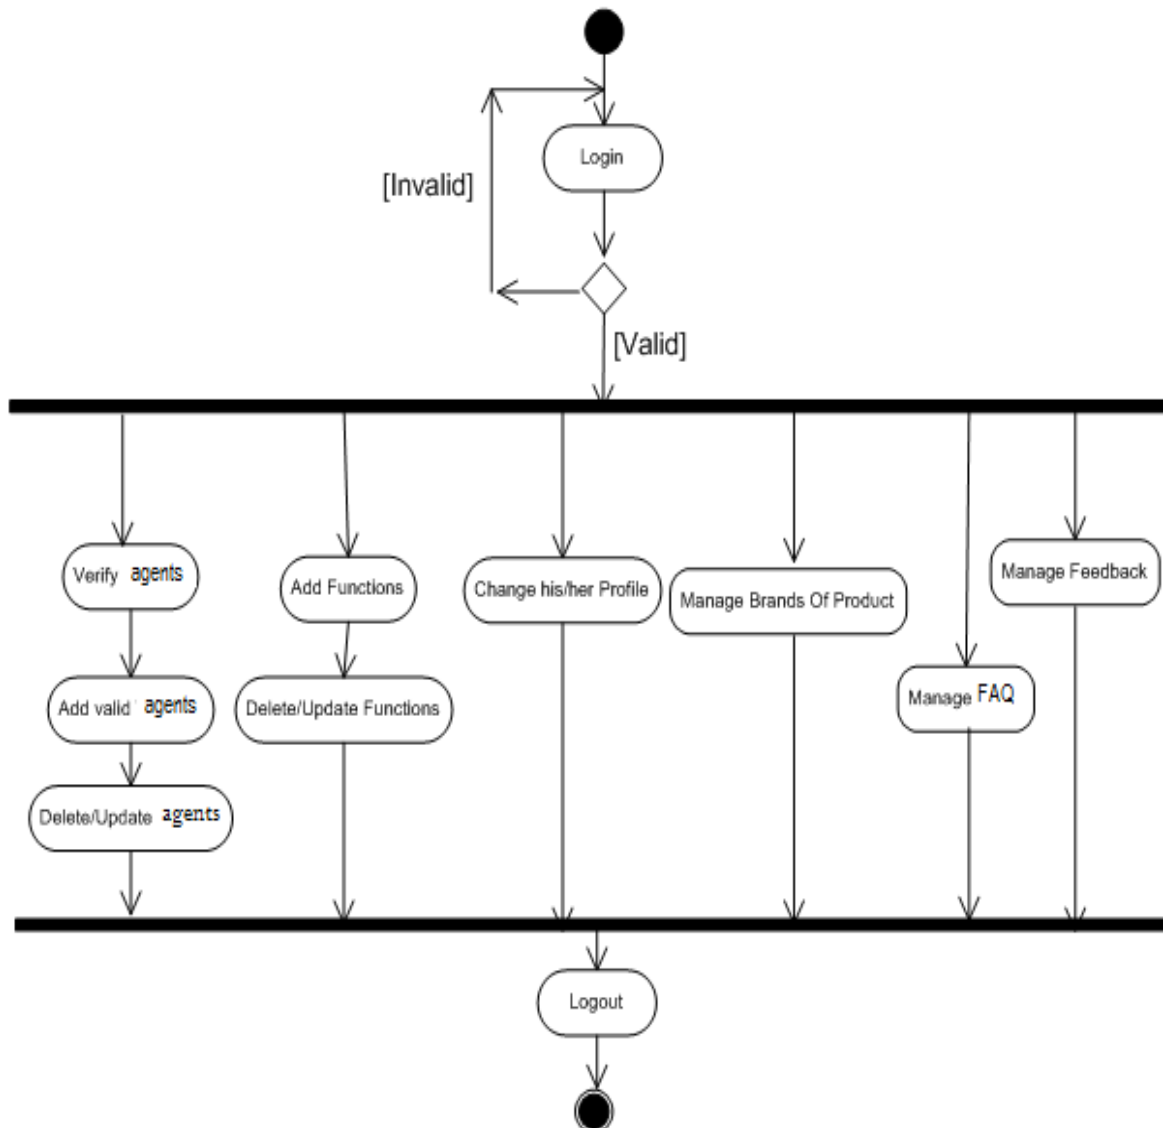 Login
[Invalid]
[Valid]
Verify agents
Add Functions
Change his/her Profile
Manage Brands Of Product
Manage Feedback
Add valid agents
Delete/Update Functions
Manage FAQ
Delete/Update agents
Logout